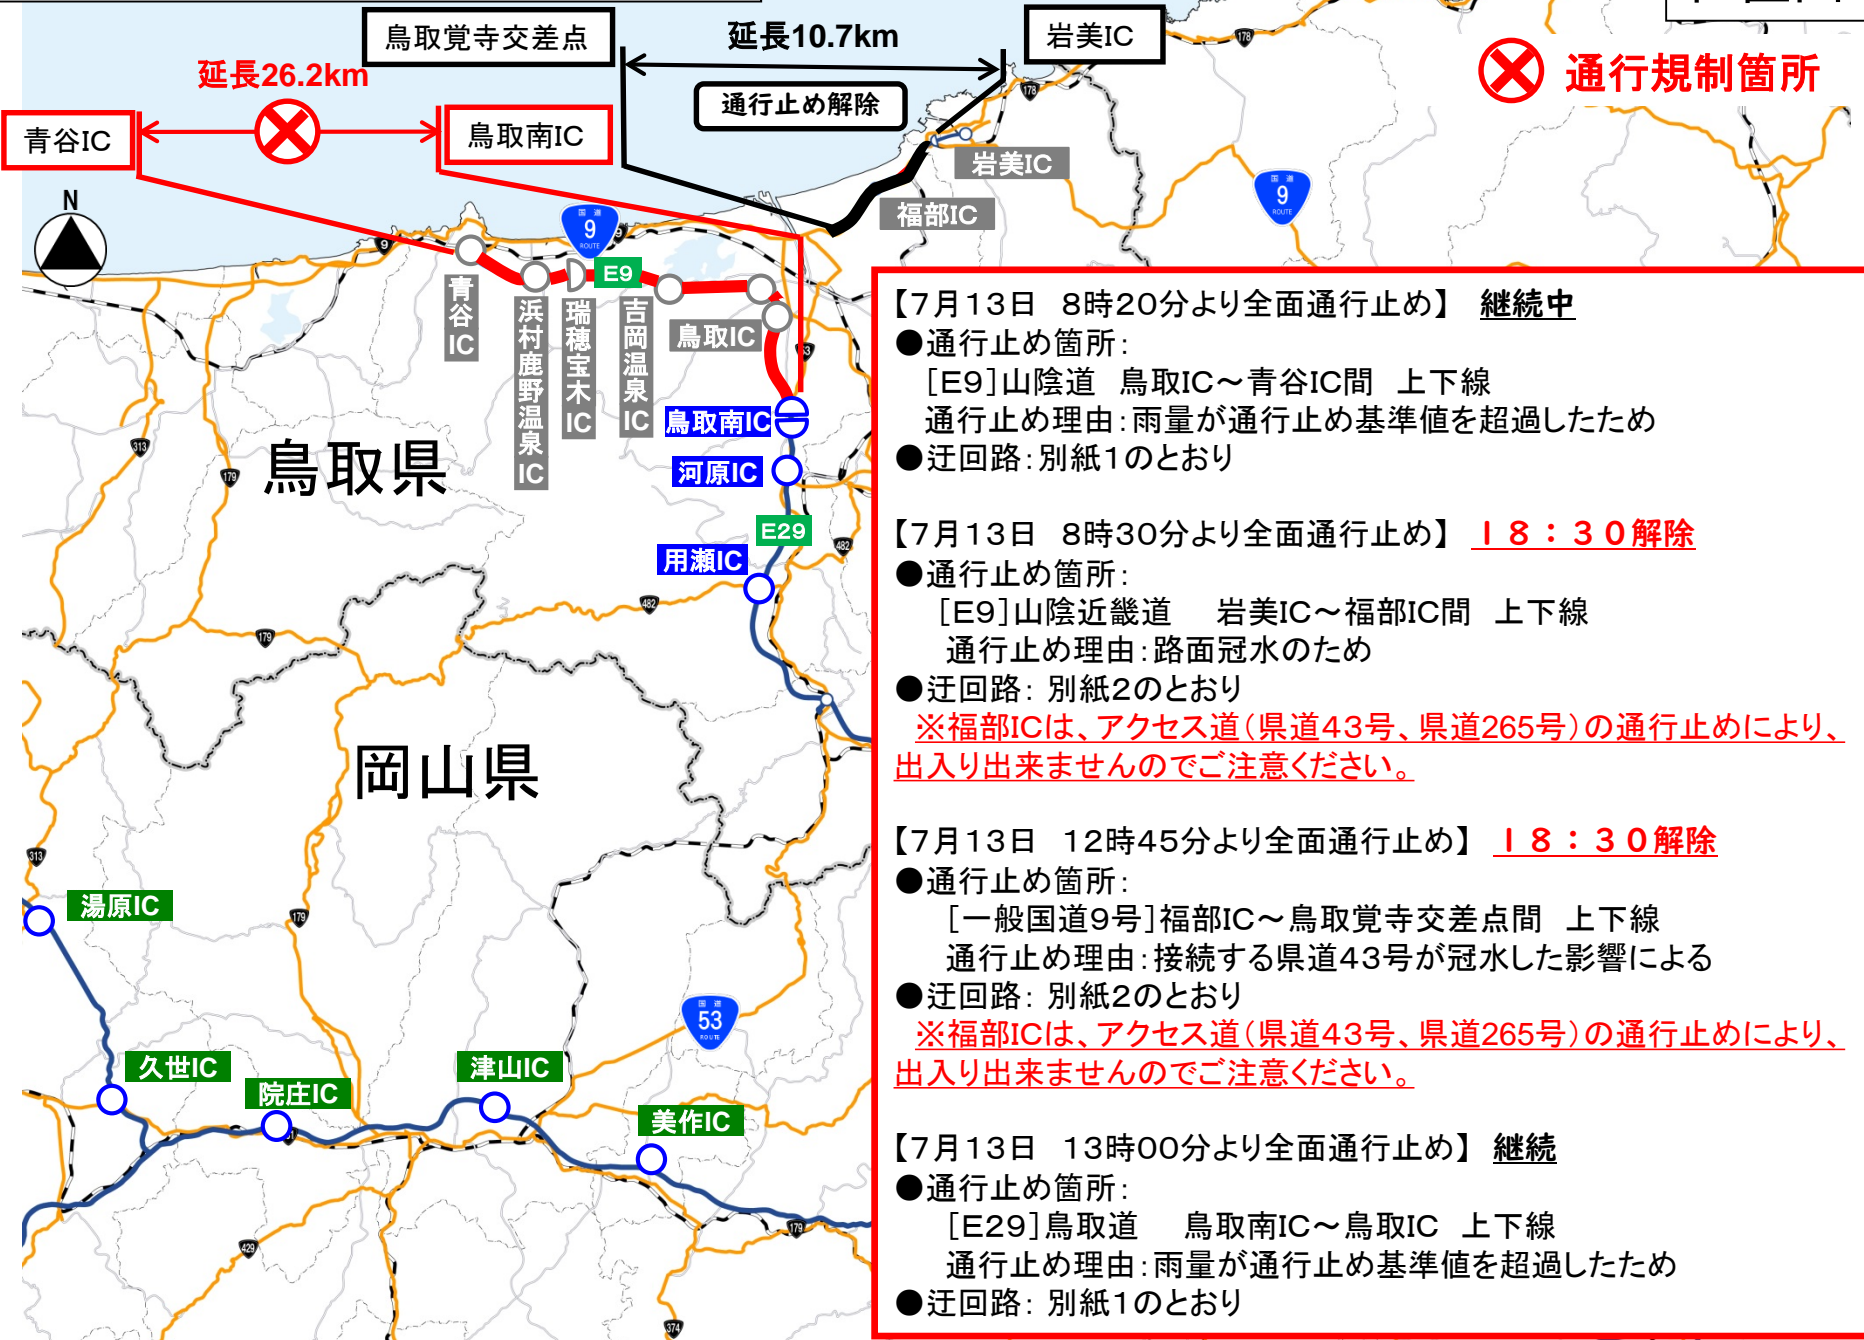 鳥取覚寺交差点
延長10.7km
岩美IC
延長26.2km
通行止め解除
通行規制箇所
青谷IC
鳥取南IC
岩美IC
福部IC
N
178
178
国道
9
ROUTE
国道
9
ROUTE
9
9
E9
青谷IC
浜村鹿野温泉IC
瑞穂宝木IC
吉岡温泉IC
鳥取IC
53
鳥取南IC
河原IC
E29
用瀬IC
鳥取県
岡山県
313
179
482
482
179
313
179
湯原IC
久世IC
院庄IC
津山IC
美作IC
国道
53
ROUTE
429
179
374
【7月13日 8時20分より全面通行止め】 継続中
●通行止め箇所：
［E9］山陰道 鳥取IC～青谷IC間 上下線
通行止め理由：雨量が通行止め基準値を超過したため
●迂回路：別紙1のとおり
【7月13日 8時30分より全面通行止め】 18：30解除
●通行止め箇所：
［E9］山陰近畿道 岩美IC～福部IC間 上下線
通行止め理由：路面冠水のため
●迂回路： 別紙2のとおり
※福部ICは、アクセス道（県道43号、県道265号）の通行止めにより、
出入り出来ませんのでご注意ください。
【7月13日 12時45分より全面通行止め】 18：30解除
●通行止め箇所：
［一般国道9号］福部IC～鳥取覚寺交差点間 上下線
通行止め理由：接続する県道43号が冠水した影響による
●迂回路： 別紙2のとおり
※福部ICは、アクセス道（県道43号、県道265号）の通行止めにより、
出入り出来ませんのでご注意ください。
【7月13日 13時00分より全面通行止め】 継続
●通行止め箇所：
［E29］鳥取道 鳥取南IC～鳥取IC 上下線
通行止め理由：雨量が通行止め基準値を超過したため
●迂回路： 別紙1のとおり